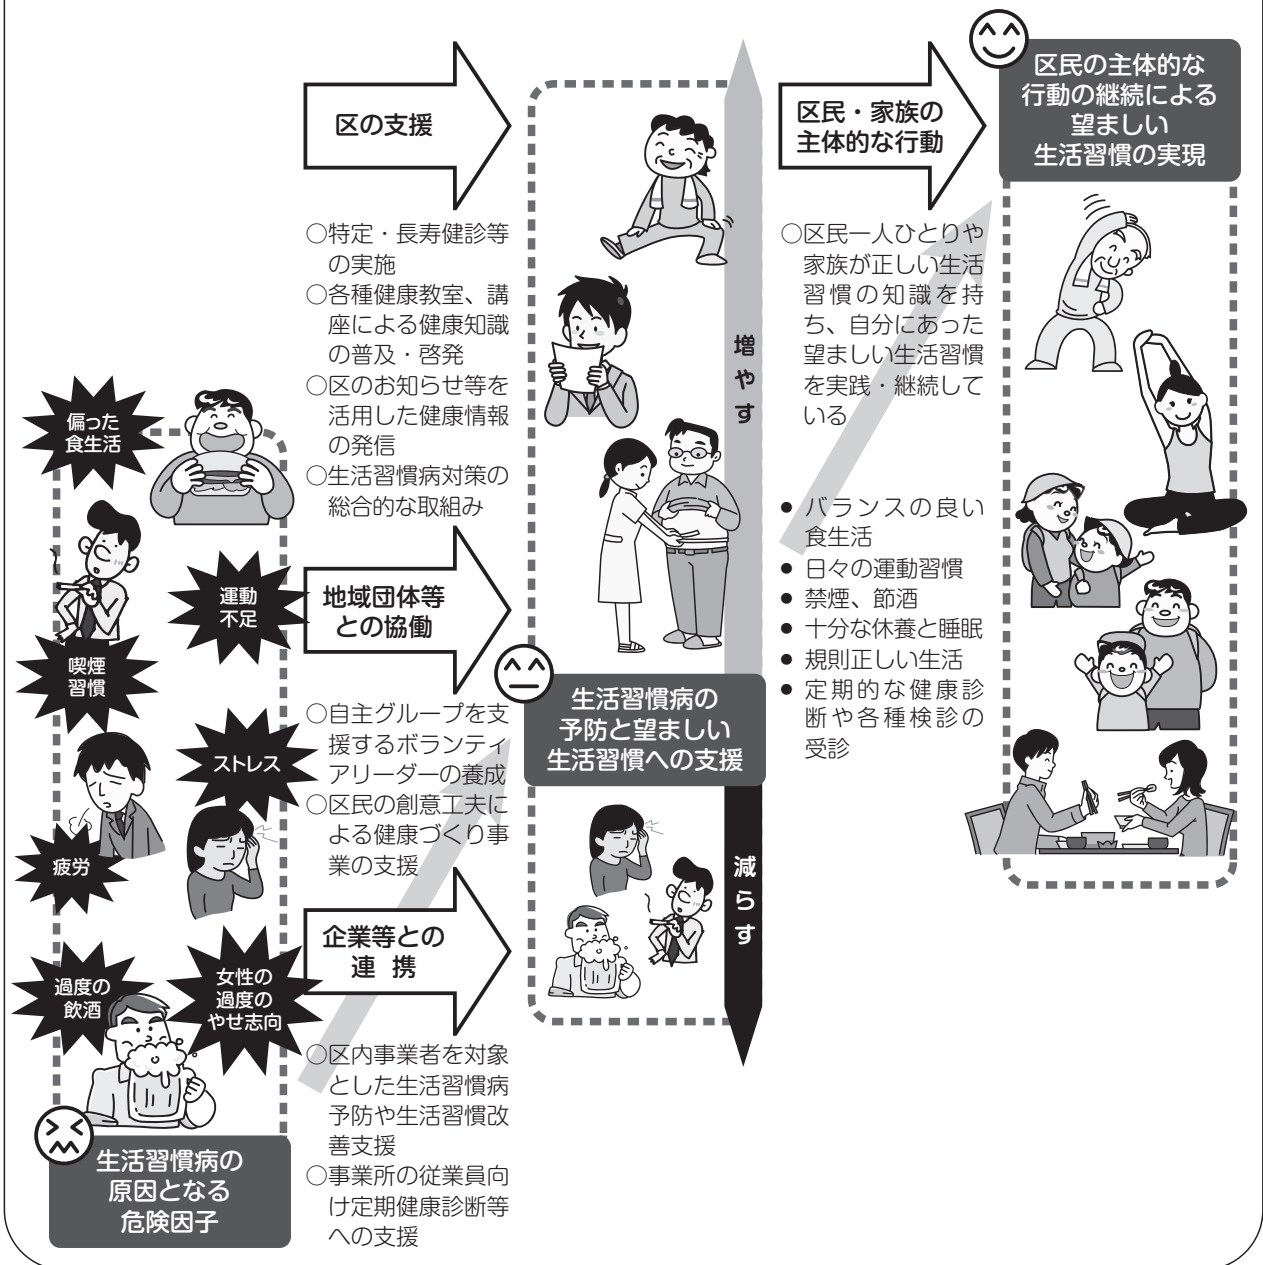 偏った
食生活
喫煙
習慣
運動
不足
ストレス
疲労
過度の
飲酒
女性の
過度の
やせ志向
生活習慣病の
原因となる
危険因子
区の支援
○特定・長寿健診等
の実施
○各種健康教室、講
座による健康知識
の普及・啓発
○区のお知らせ等を
活用した健康情報
の発信
○生活習慣病対策の
総合的な取組み
地域団体等
との協働
○自主グループを支
援するボランティ
アリーダーの養成
○区民の創意工夫に
よる健康づくり事
業の支援
企業等との
連 携
○区内事業者を対象
とした生活習慣病
予防や生活習慣改
善支援
○事業所の従業員向
け定期健康診断等
への支援
生活習慣病の
予防と望ましい
生活習慣への支援
増やす
減らす
区民・家族の
主体的な行動
○区民一人ひとりや
家族が正しい生活
習慣の知識を持
ち、自分にあった
望ましい生活習慣
を実践・継続して
いる
● バランスの良い
食生活
● 日々の運動習慣
● 禁煙、節酒
● 十分な休養と睡眠
● 規則正しい生活
● 定期的な健康診
断や各種検診の
受診
区民の主体的な
行動の継続による
望ましい
生活習慣の実現